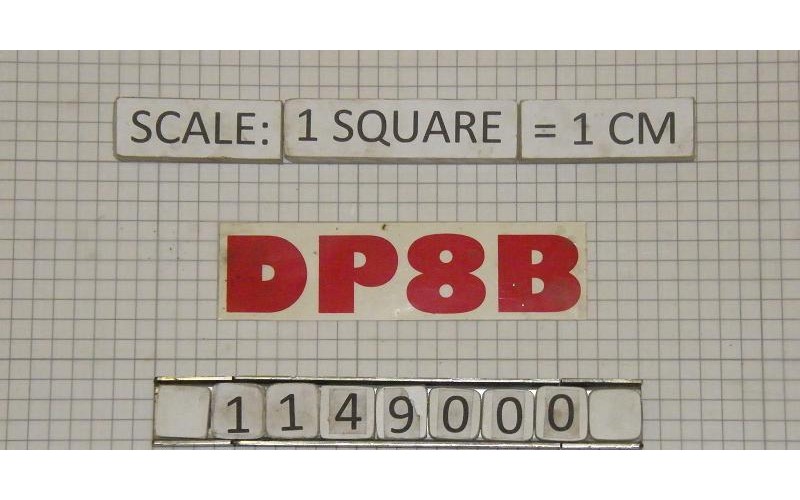 SCALE: 1 SQUARE = 1 CM
DP8B
1149000